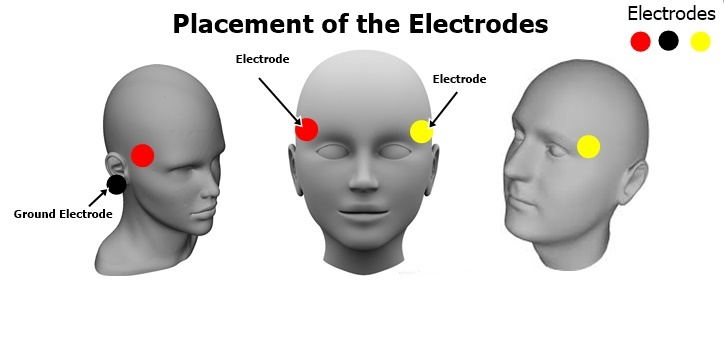 Placement of the Electrodes
Electrodes
Electrode
Electrode
Ground Electrode